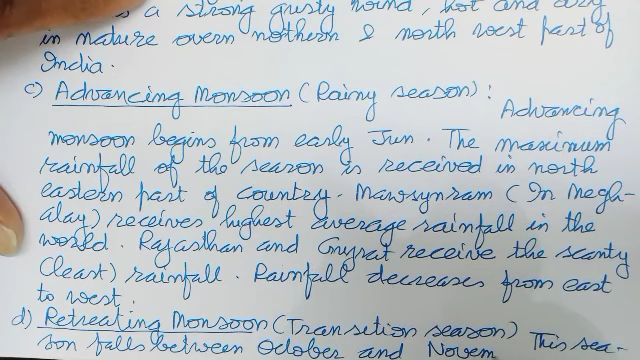 is a strong gusty wind, hot and dry
in nature overn nothern & north west part of
India.
c) Advancing Monsoon (Rainy season):
Advancing
monsoon begins from early Jun. The maximum
rainfall of the season is received in north
eastern part of country. Mawsynram (In Megh-
alay) receives highest average rainfall in the
world. Rajasthan and Gujrat receive the scanty
(least) rainfall. Rainfall decreases from east
to west.
d) Retreating Monsoon (Transetion season) This sea-
son falls between October and Novem